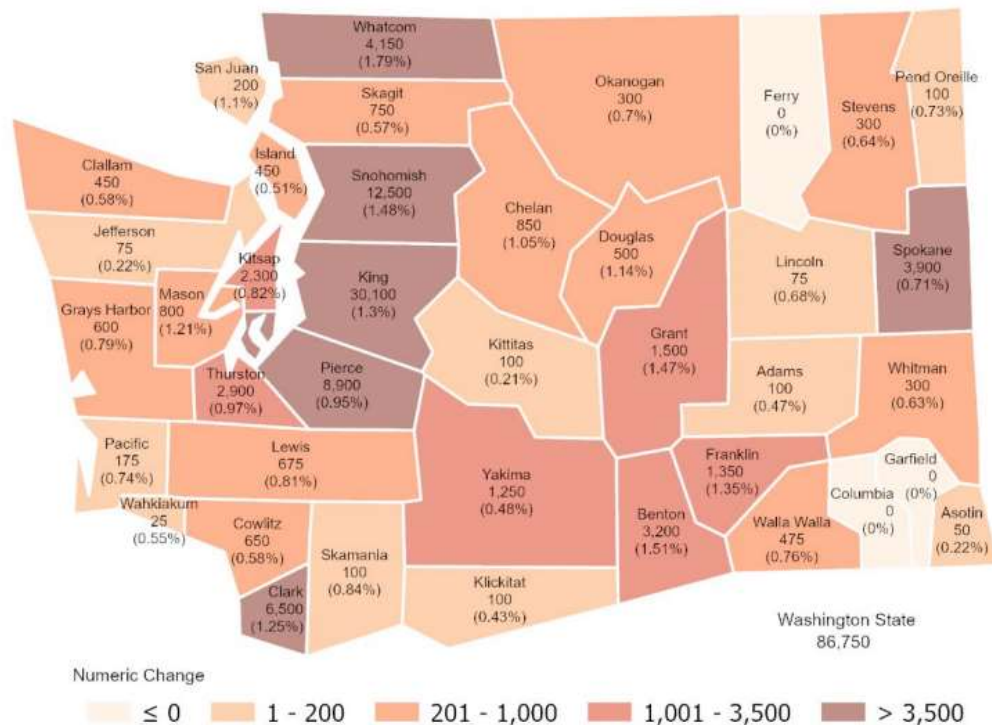 Whatcom
4,150
(1.79%)
San Juan
200
(1.1%)
Skagit
750
(0.57%)
Okanogan
300
(0.7%)
Ferry
0
(0%)
Stevens
300
(0.64%)
Pend Oreille
100
(0.73%)
Island
450
(0.51%)
Clallam
450
(0.58%)
Snohomish
12,500
(1.48%)
Chelan
850
(1.05%)
Douglas
500
(1.14%)
Jefferson
75
(0.22%)
Kitsap
2,300
(0.82%)
King
30,100
(1.3%)
Lincoln
75
(0.68%)
Spokane
3,900
(0.71%)
Grays Harbor
600
(0.79%)
Mason
800
(1.21%)
Kittitas
100
(0.21%)
Grant
1,500
(1.47%)
Thurston
2,900
(0.97%)
Pierce
8,900
(0.95%)
Adams
100
(0.47%)
Whitman
300
(0.63%)
Pacific
175
(0.74%)
Lewis
675
(0.81%)
Yakima
1,250
(0.48%)
Franklin
1,350
(1.35%)
Garfield
0
(0%)
Columbia
0
(0%)
Wahkiakum
25
(0.55%)
Cowlitz
650
(0.58%)
Skamania
100
(0.84%)
Benton
3,200
(1.51%)
Walla Walla
475
(0.76%)
Asotin
50
(0.22%)
Clark
6,500
(1.25%)
Klickitat
100
(0.43%)
Washington State
86,750
Numeric Change
≤ 0 1 - 200 201 - 1,000 1,001 - 3,500 > 3,500